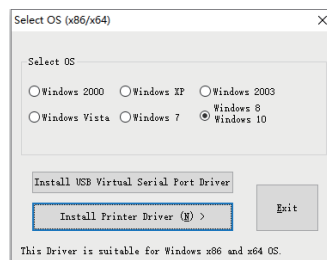 Select OS (x86/x64)
Select OS
Windows 2000 Windows XP Windows 2003
Windows Vista Windows 7 Windows 8
Windows 10
Install USB Virtual Serial Port Driver
Install Printer Driver (N) >
Exit
This Driver is suitable for Windows x86 and x64 OS.